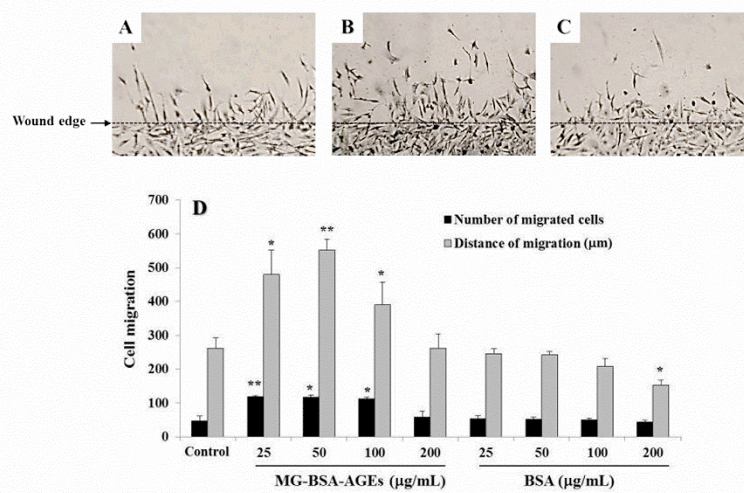 A
B
C
Wound edge
D
Number of migrated cells
Distance of migration (μm)
Cell migration
700
600
500
400
300
200
100
0
*
**
*
**
*
*
*
Control
25
50
100
200
25
50
100
200
MG-BSA-AGEs (μg/mL)
BSA (μg/mL)